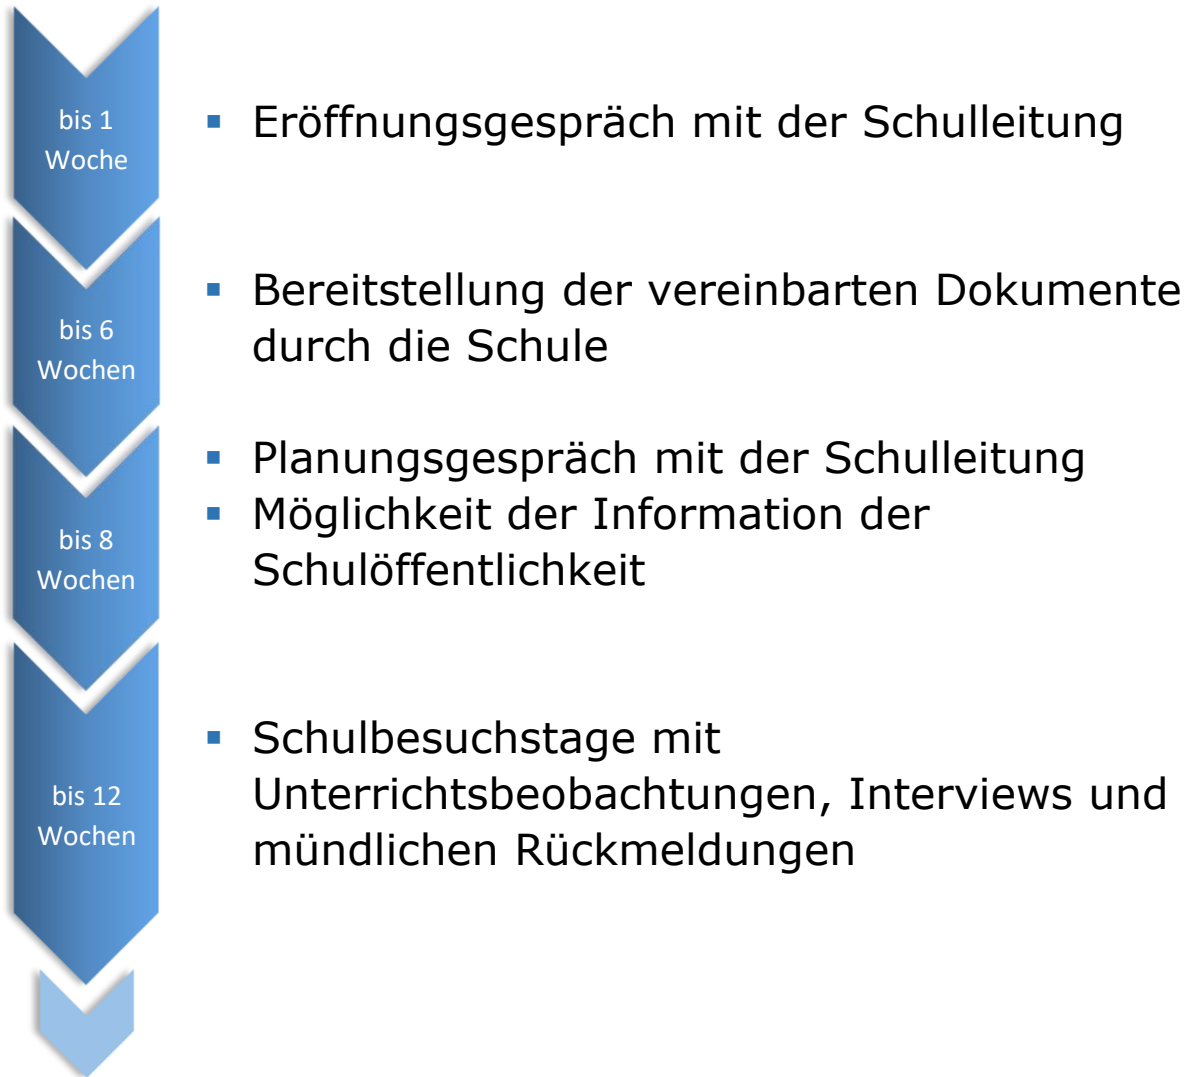 bis 1
Woche
▪ Eröffnungsgespräch mit der Schulleitung
bis 6
Wochen
▪ Bereitstellung der vereinbarten Dokumente
durch die Schule
bis 8
Wochen
▪ Planungsgespräch mit der Schulleitung
▪ Möglichkeit der Information der
Schulöffentlichkeit
bis 12
Wochen
▪ Schulbesuchstage mit
Unterrichtsbeobachtungen, Interviews und
mündlichen Rückmeldungen